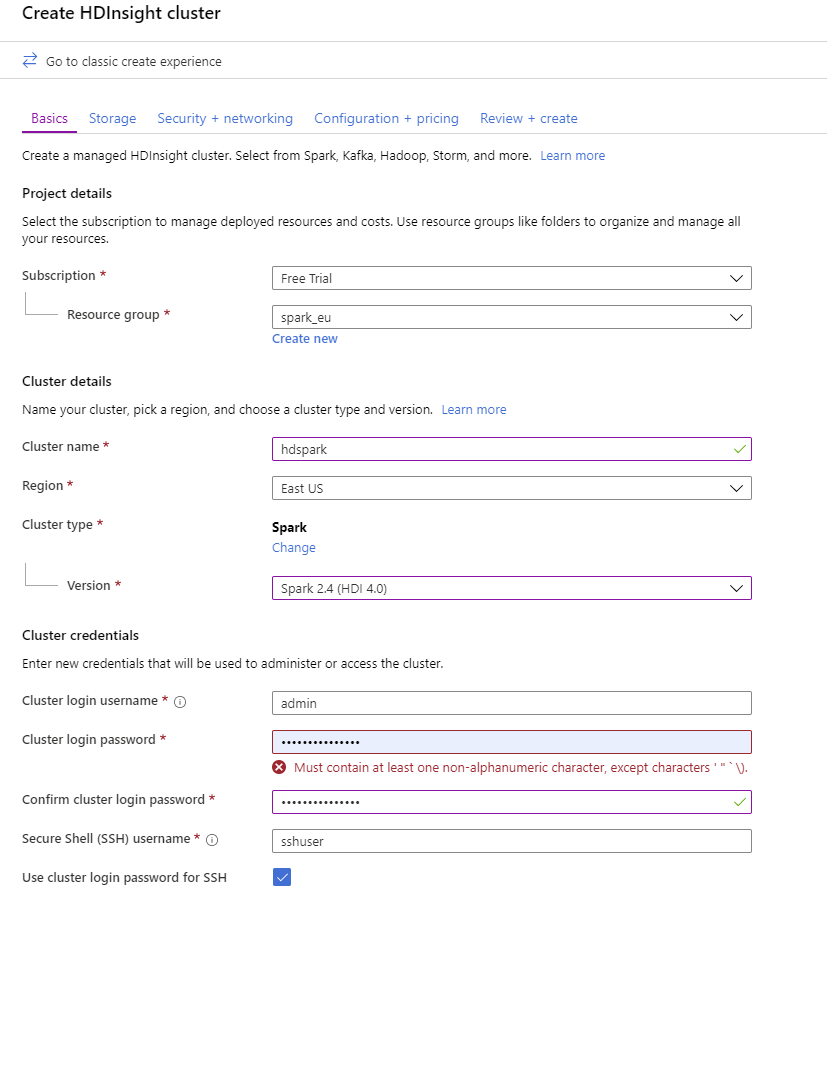 Create HDInsight cluster
Go to classic create experience
Basics Storage Security + networking Configuration + pricing Review + create
Create a managed HDInsight cluster. Select from Spark, Kafka, Hadoop, Storm, and more. Learn more
Project details
Select the subscription to manage deployed resources and costs. Use resource groups like folders to organize and manage all
your resources.
Subscription * Free Trial
Resource group * spark_eu
Create new
Cluster details
Name your cluster, pick a region, and choose a cluster type and version. Learn more
Cluster name * hdspark
Region * East US
Cluster type * Spark
Change
Version * Spark 2.4 (HDI 4.0)
Cluster credentials
Enter new credentials that will be used to administer or access the cluster.
Cluster login username * admin
Cluster login password * •••••••••••••••
Must contain at least one non-alphanumeric character, except characters ' " ` \).
Confirm cluster login password * •••••••••••••••
Secure Shell (SSH) username * sshuser
Use cluster login password for SSH